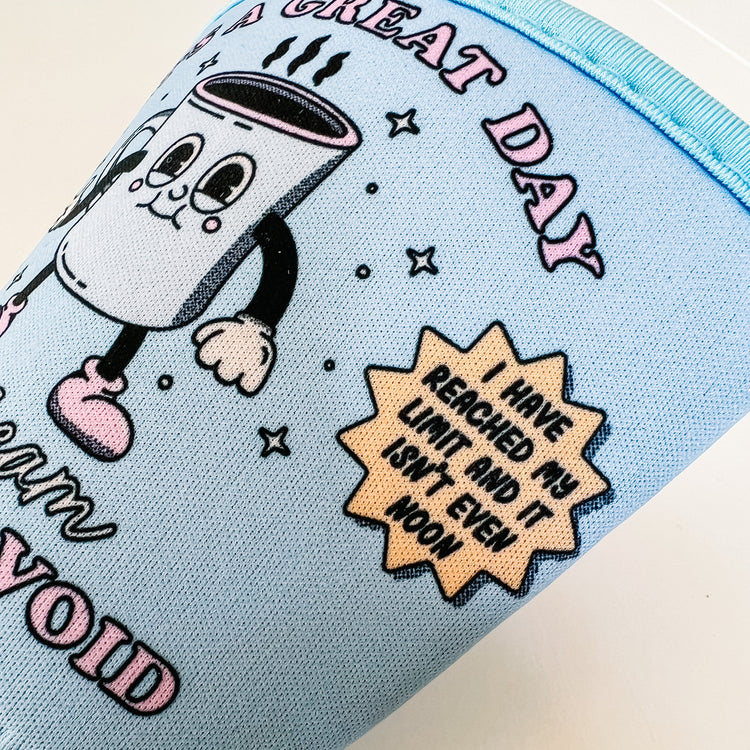 A GREAT DAY
I HAVE
REACHED MY
LIMIT AND IT
ISN'T EVEN
NOON
VOID